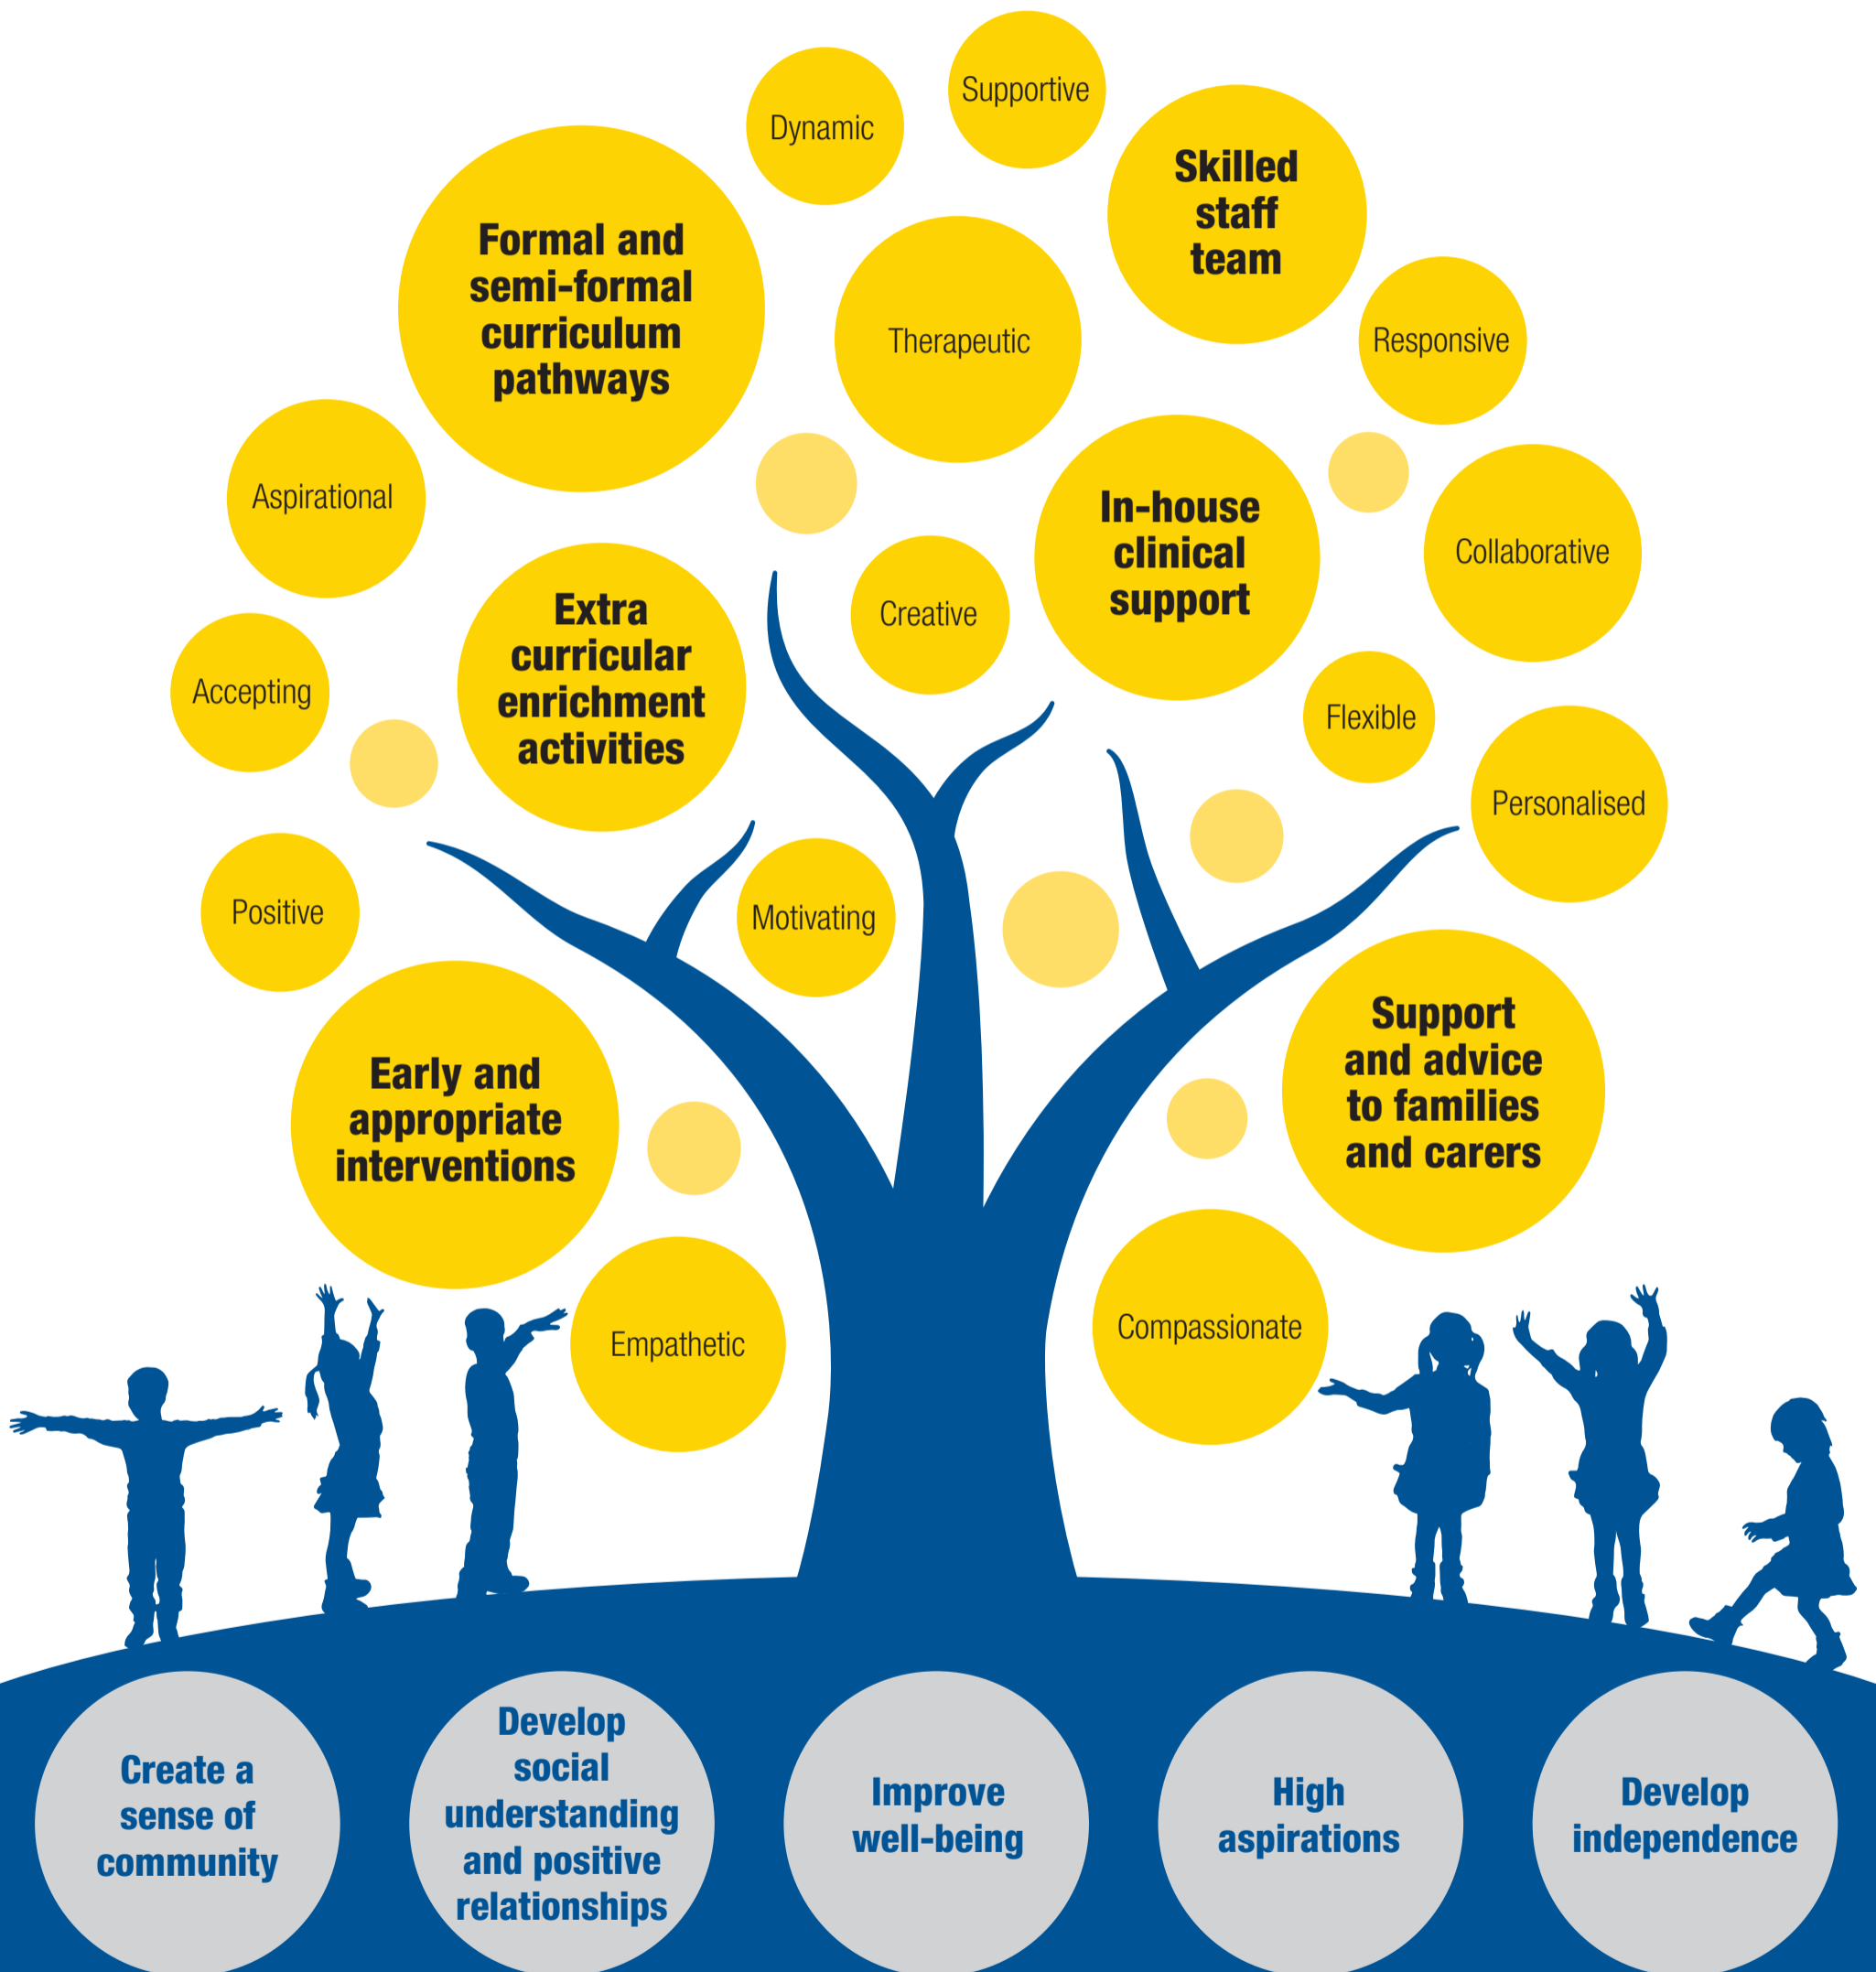 Supportive
Dynamic
Skilled
staff
team
Formal and
semi-formal
curriculum
pathways
Therapeutic
Responsive
Aspirational
In-house
clinical
support
Collaborative
Extra
curricular
enrichment
activities
Creative
Accepting
Flexible
Personalised
Positive
Motivating
Support
and advice
to families
and carers
Early and
appropriate
interventions
Empathetic
Compassionate
Create a
sense of
community
Develop
social
understanding
and positive
relationships
Improve
well-being
High
aspirations
Develop
independence